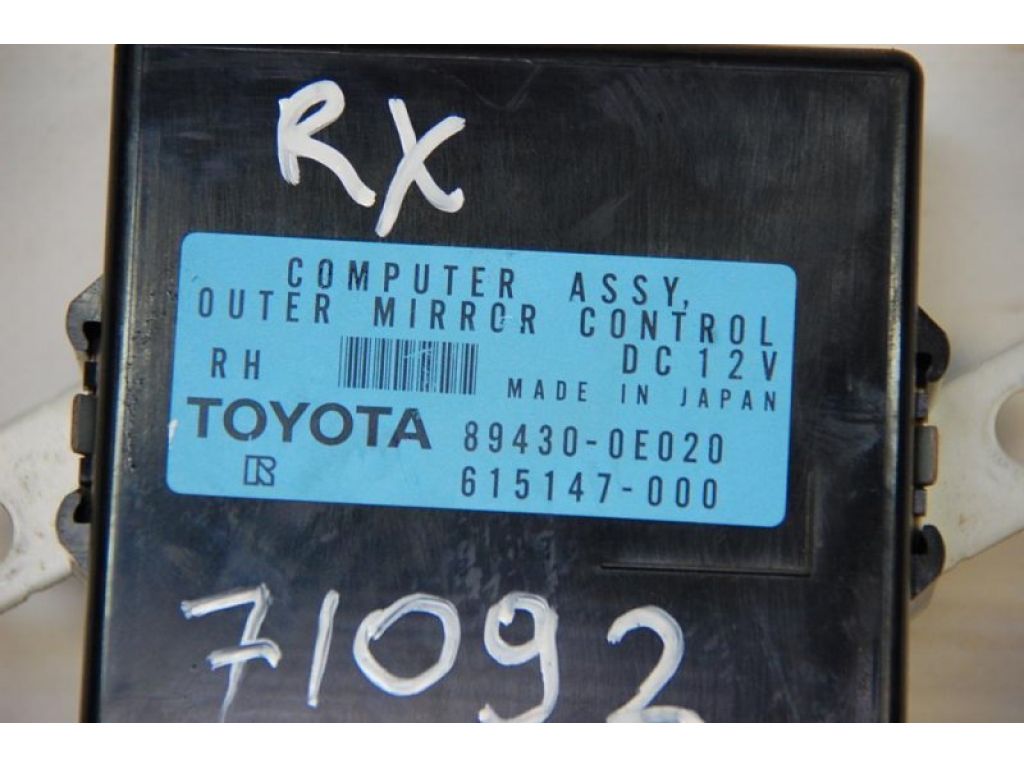 RX
COMPUTER ASSY,
OUTER MIRROR CONTROL
RH DC12V
MADE IN JAPAN
TOYOTA 89430-0E020
R 615147-000
71092